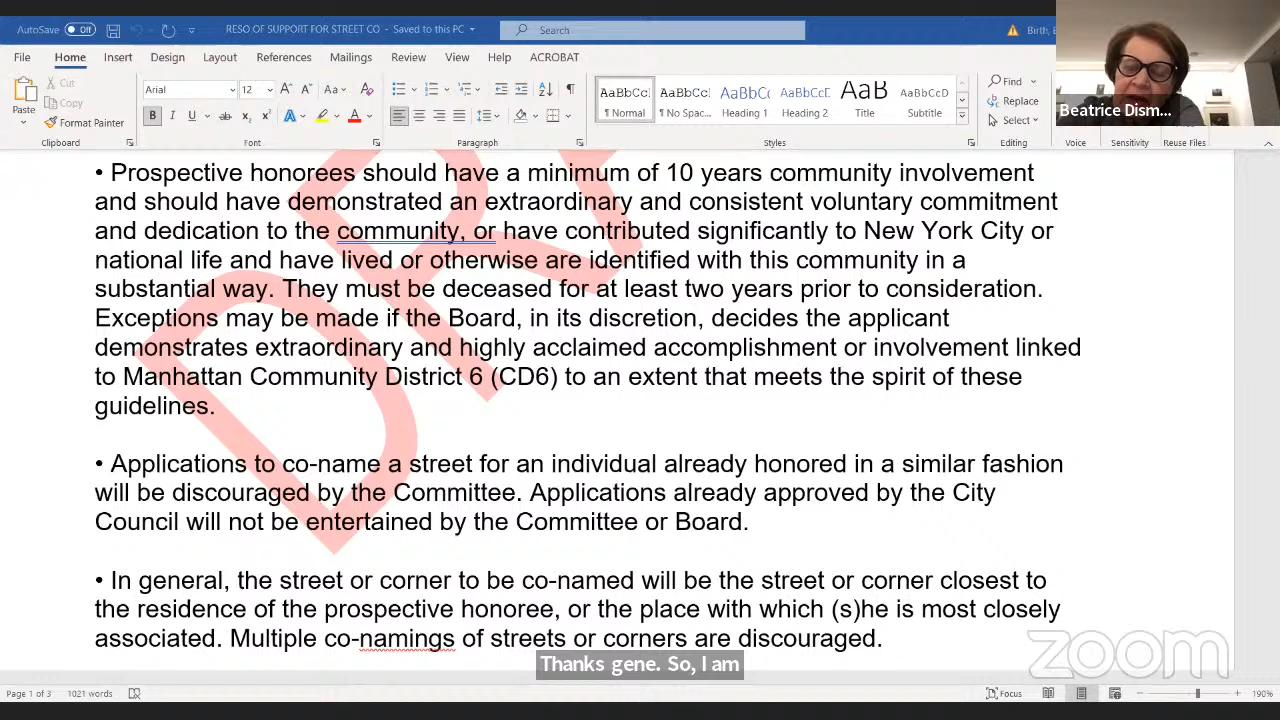 AutoSave Off RESO OF SUPPORT FOR STREET CO - Saved to this PC Search Birth,
File Home Insert Design Layout References Mailings Review View Help ACROBAT
Paste Cut Copy Format Painter
Arial 12
AaBbCcI AaBbCcI AaBbCc AaBbCcE AaB AaBbCcD
¶ Normal ¶ No Spac... Heading 1 Heading 2 Title Subtitle
Find Replace Select
Clipboard Font Paragraph Styles Editing Voice Sensitivity Reuse Files
Beatrice Dism...
DRA
• Prospective honorees should have a minimum of 10 years community involvement
and should have demonstrated an extraordinary and consistent voluntary commitment
and dedication to the community, or have contributed significantly to New York City or
national life and have lived or otherwise are identified with this community in a
substantial way. They must be deceased for at least two years prior to consideration.
Exceptions may be made if the Board, in its discretion, decides the applicant
demonstrates extraordinary and highly acclaimed accomplishment or involvement linked
to Manhattan Community District 6 (CD6) to an extent that meets the spirit of these
guidelines.
• Applications to co-name a street for an individual already honored in a similar fashion
will be discouraged by the Committee. Applications already approved by the City
Council will not be entertained by the Committee or Board.
• In general, the street or corner to be co-named will be the street or corner closest to
the residence of the prospective honoree, or the place with which (s)he is most closely
associated. Multiple co-namings of streets or corners are discouraged.
Thanks gene. So, I am
zoom
Page 1 of 3 1021 words Focus 190%